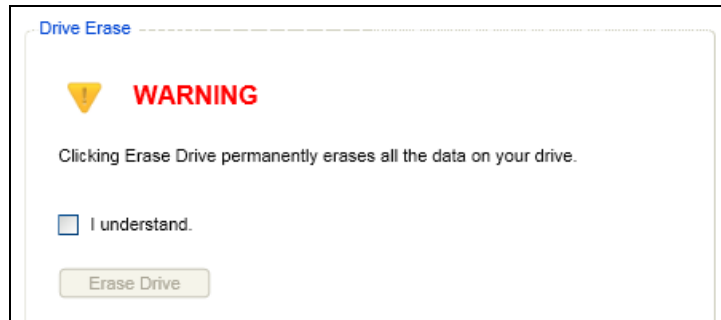 Drive Erase
WARNING
Clicking Erase Drive permanently erases all the data on your drive.
I understand.
Erase Drive